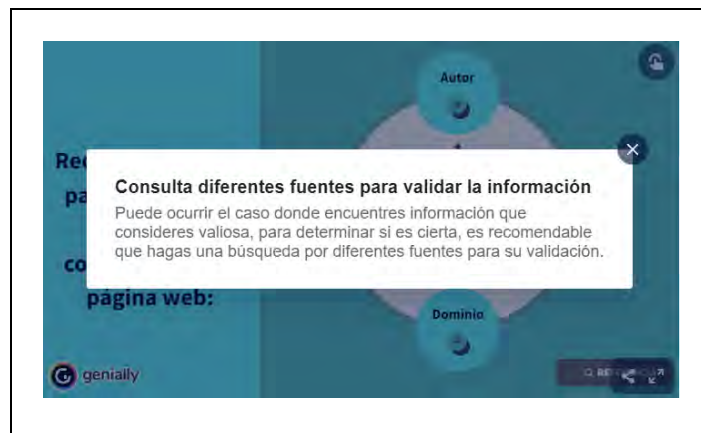 Autor
Consulta diferentes fuentes para validar la información
Puede ocurrir el caso donde encuentres información que
consideres valiosa, para determinar si es cierta, es recomendable
que hagas una búsqueda por diferentes fuentes para su validación.
página web:
Dominio
genially